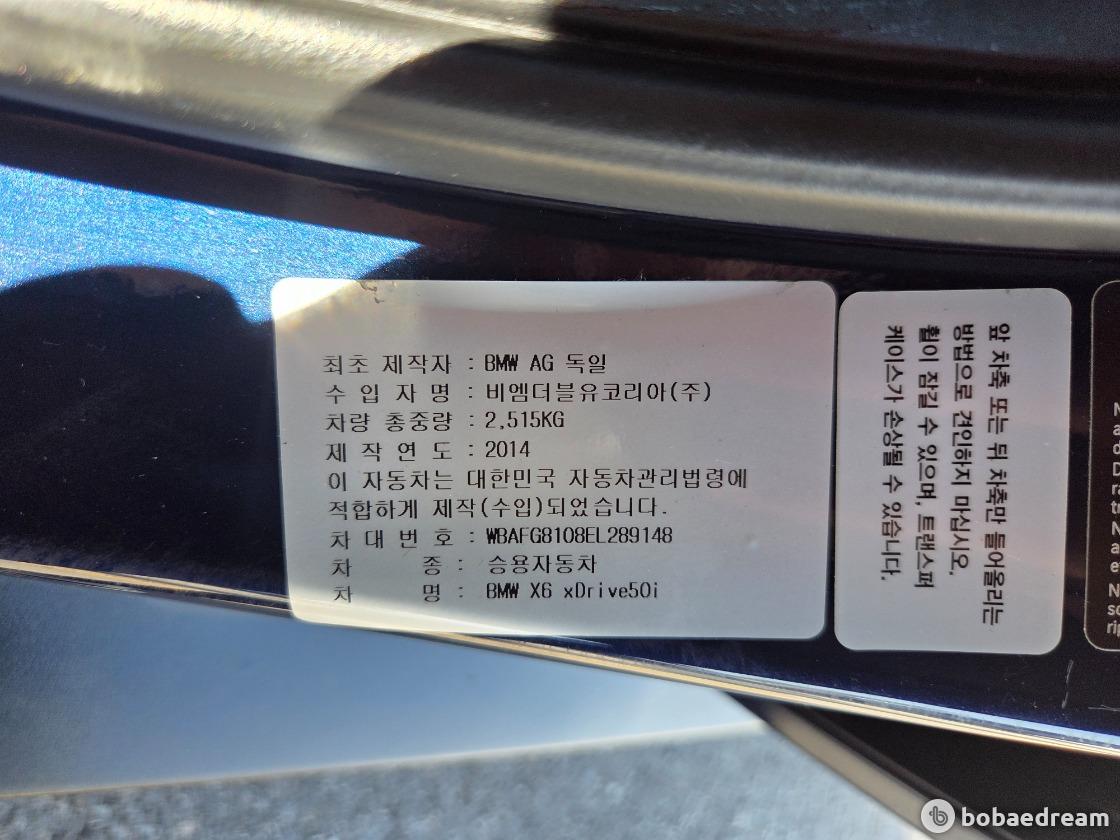 최초 제작자 : BMW AG 독일
수 입 자 명 : 비엠더블유코리아(주)
차량 총중량 : 2,515KG
제 작 연 도 : 2014
이 자동차는 대한민국 자동차관리법령에
적합하게 제작(수입)되었습니다.
차 대 번 호 : WBAFG8108EL289148
차 종 : 승용자동차
차 명 : BMW X6 xDrive50i
앞 차축 또는 뒤 차축만 들어올리는
방법으로 견인하지 마십시오.
휠이 잠길 수 있으며, 트랜스퍼
케이스가 손상될 수 있습니다.
bobaedream